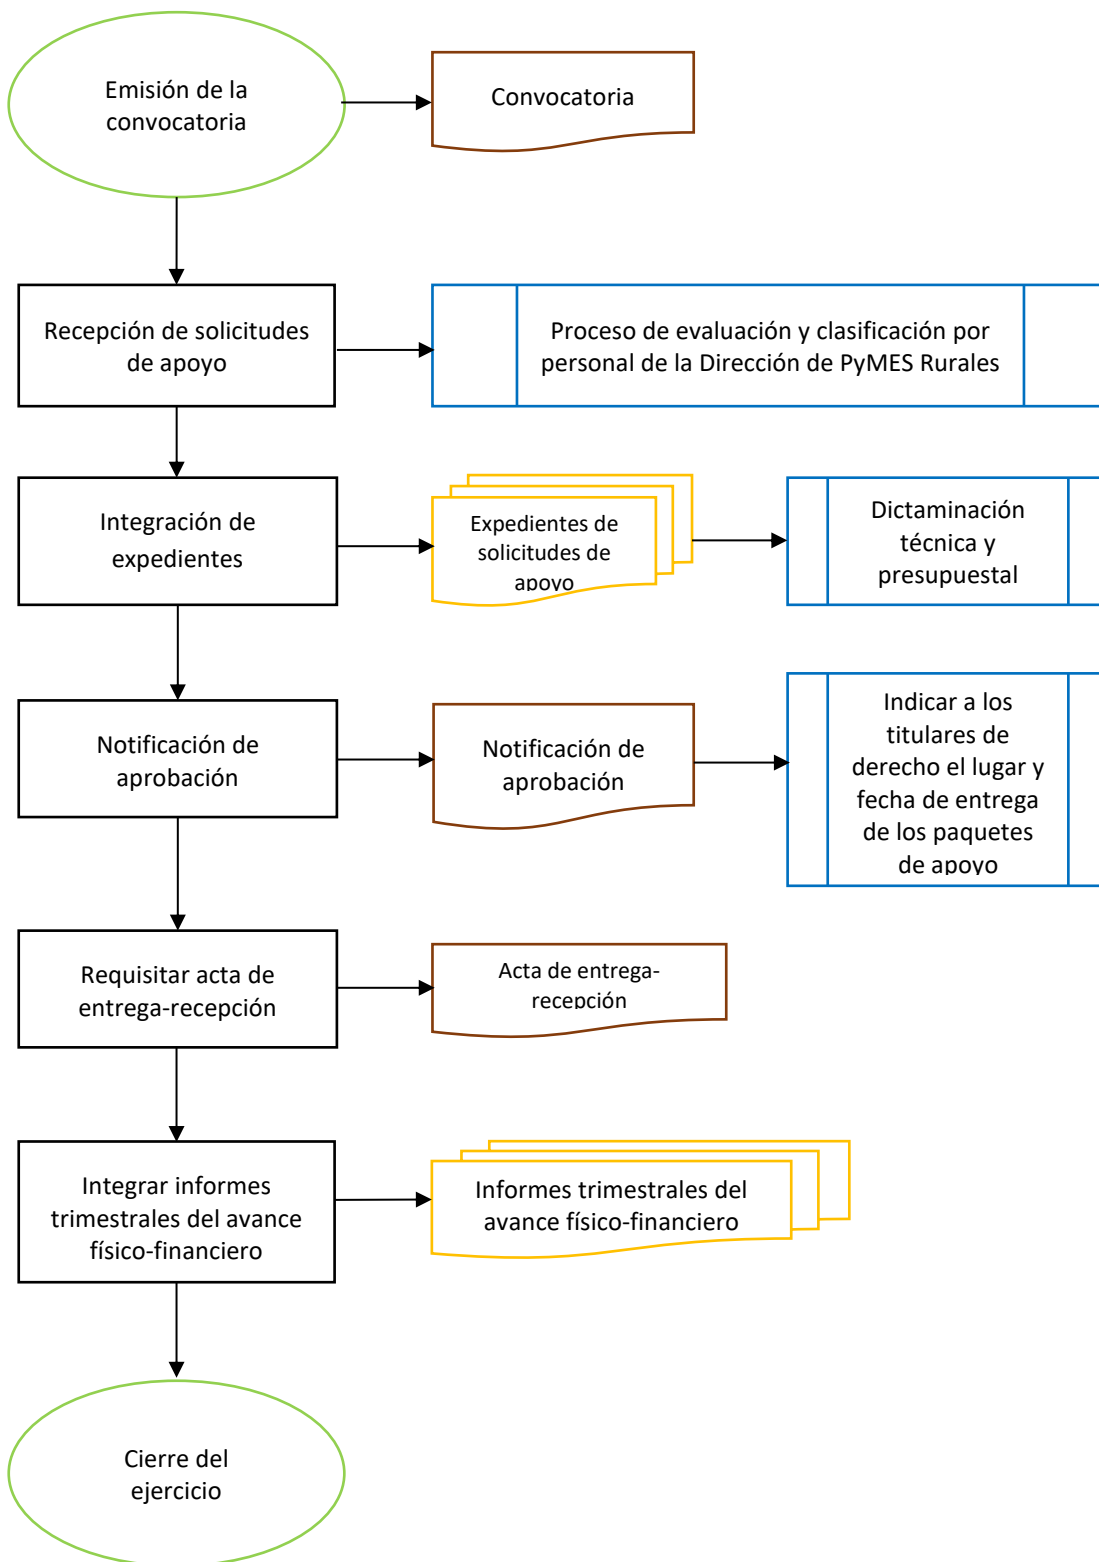 Emisión de la
convocatoria
Convocatoria
Recepción de solicitudes
de apoyo
Proceso de evaluación y clasificación por
personal de la Dirección de PyMES Rurales
Integración de
expedientes
Expedientes de
solicitudes de
apoyo
Dictaminación
técnica y
presupuestal
Notificación de
aprobación
Notificación de
aprobación
Indicar a los
titulares de
derecho el lugar y
fecha de entrega
de los paquetes
de apoyo
Requisitar acta de
entrega-recepción
Acta de entrega-
recepción
Integrar informes
trimestrales del avance
físico-financiero
Informes trimestrales del
avance físico-financiero
Cierre del
ejercicio